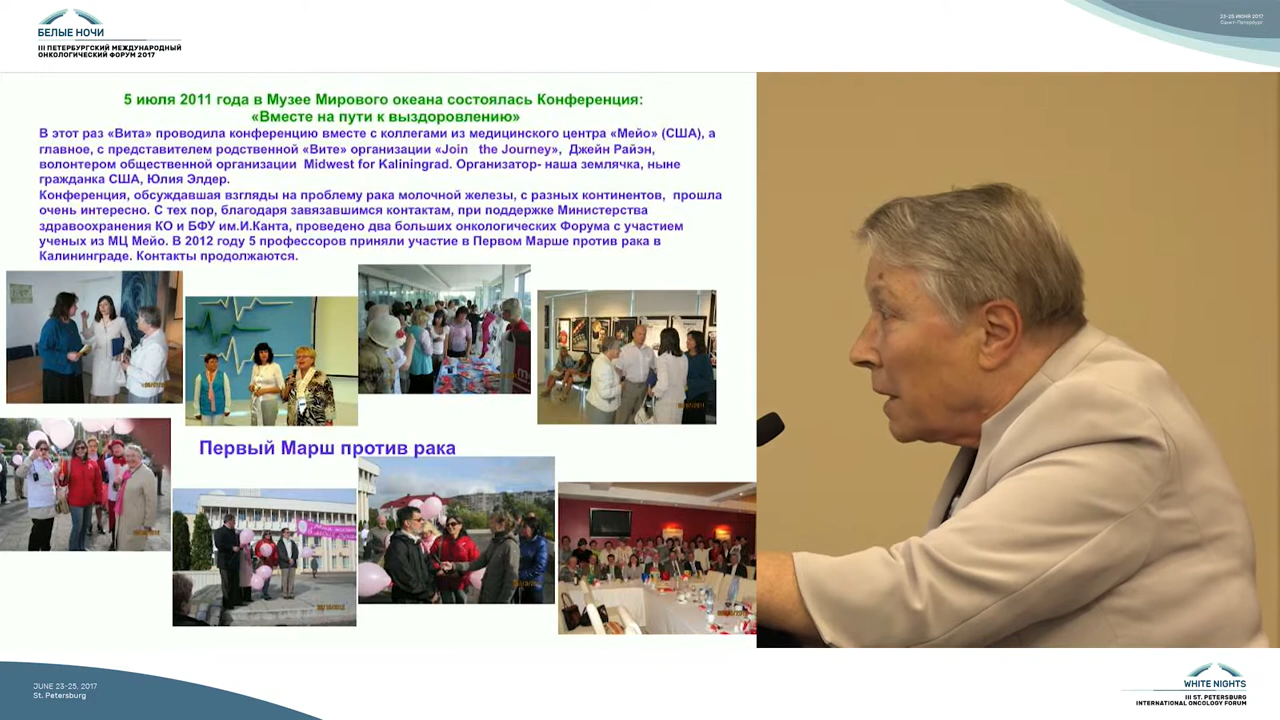 БЕЛЫЕ НОЧИ
III ПЕТЕРБУРГСКИЙ МЕЖДУНАРОДНЫЙ
ОНКОЛОГИЧЕСКИЙ ФОРУМ 2017
23-25 ИЮНЯ 2017
Санкт-Петербург
5 июля 2011 года в Музее Мирового океана состоялась Конференция:
«Вместе на пути к выздоровлению»
В этот раз «Вита» проводила конференцию вместе с коллегами из медицинского центра «Мейо» (США), а
главное, с представителем родственной «Вите» организации «Join the Journey», Джейн Райэн,
волонтером общественной организации Midwest for Kaliningrad. Организатор- наша землячка, ныне
гражданка США, Юлия Элдер.
Конференция, обсуждавшая взгляды на проблему рака молочной железы, с разных континентов, прошла
очень интересно. С тех пор, благодаря завязавшимся контактам, при поддержке Министерства
здравоохранения КО и БФУ им.И.Канта, проведено два больших онкологических Форума с участием
ученых из МЦ Мейо. В 2012 году 5 профессоров приняли участие в Первом Марше против рака в
Калининграде. Контакты продолжаются.
Первый Марш против рака
JUNE 23-25, 2017
St. Petersburg
WHITE NIGHTS
III ST. PETERSBURG
INTERNATIONAL ONCOLOGY FORUM